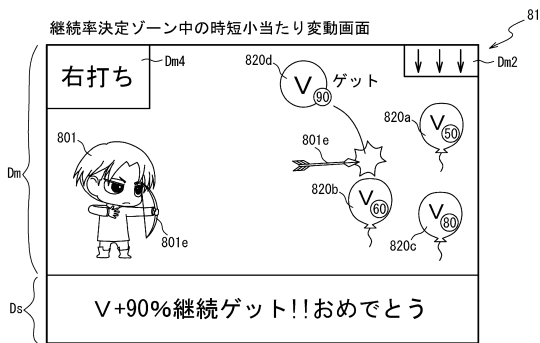 継続率決定ゾーン中の時短小当たり変動画面
81
右打ち
Dm4
820d
V
90
ゲット
↓ ↓ ↓
Dm2
801
801e
820a
V
50
Dm
820b
V
60
820c
V
80
801e
Ds
V+90%継続ゲット!!おめでとう